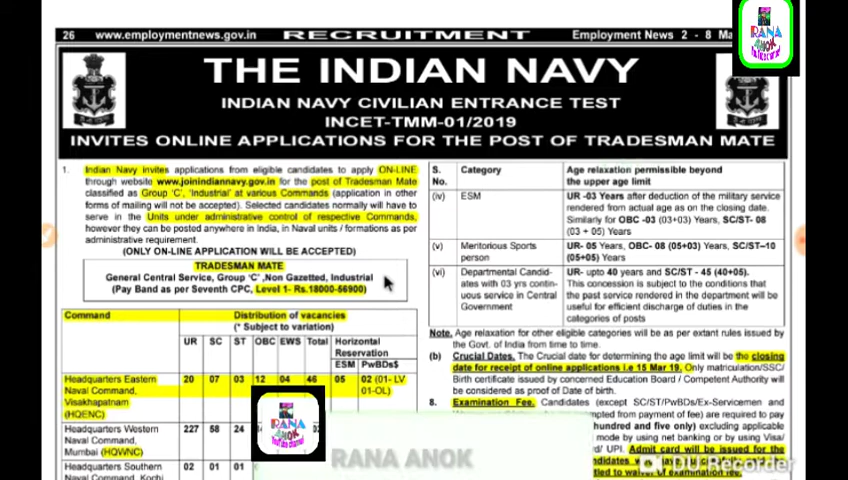 26 www.employmentnews.gov.in RECRUITMENT Employment News 2 - 8 Ma
THE INDIAN NAVY
INDIAN NAVY CIVILIAN ENTRANCE TEST
INCET-TMM-01/2019
INVITES ONLINE APPLICATIONS FOR THE POST OF TRADESMAN MATE
RANA
ANOK
1. Indian Navy invites applications from eligible candidates to apply ON-LINE
through website www.joinindiannavy.gov.in for the post of Tradesman Mate
classified as Group 'C', 'Industrial' at various Commands (application in other
forms of mailing will not be accepted). Selected candidates normally will have to
serve in the Units under administrative control of respective Commands,
however they can be posted anywhere in India, in Naval units / formations as per
administrative requirement.
(ONLY ON-LINE APPLICATION WILL BE ACCEPTED)
TRADESMAN MATE
General Central Service, Group 'C',Non Gazetted, Industrial
(Pay Band as per Seventh CPC, Level 1- Rs.18000-56900)
Command Distribution of vacancies
(* Subject to variation)
UR SC ST OBC EWS Total Horizontal
Reservation
ESM PwBDs$
Headquarters Eastern 20 07 03 12 04 46 05 02 (01- LV
Naval Command, 01-OL)
Visakhapatnam
(HQENC)
Headquarters Western 227 58 24
Naval Command,
Mumbai (HQWNC)
Headquarters Southern 02 01 01
Naval Command, Kochi
S. Category Age relaxation permissible beyond
No. the upper age limit
(iv) ESM UR -03 Years after deduction of the military service
rendered from actual age as on the closing date.
Similarly for OBC -03 (03+03) Years, SC/ST- 08
(03 + 05) Years
(v) Meritorious Sports UR- 05 Years, OBC- 08 (05+03) Years, SC/ST–10
person (05+05) Years
(vi) Departmental Candid- UR- upto 40 years and SC/ST - 45 (40+05).
ates with 03 yrs contin- This concession is subject to the conditions that
uous service in Central the past service rendered in the department will be
Government useful for efficient discharge of duties in the
categories of posts
Note. Age relaxation for other eligible categories will be as per extant rules issued by
the Govt. of India from time to time.
(b) Crucial Dates. The Crucial date for determining the age limit will be the closing
date for receipt of online applications i.e 15 Mar 19. Only matriculation/SSC/
Birth certificate issued by concerned Education Board / Competent Authority will
be considered as proof of Date of birth.
8. Examination Fee. Candidates (except SC/ST/PwBDs/Ex-Servicemen and
empted from payment of fee) are required to pay
hundred and five only) excluding applicable
mode by using net banking or by using Visa/
d/ UPI. Admit card will be issued for the
ndidates
titled to waiver of examination fee.
RANA
ANOK
RANA ANOK
DU Recorder